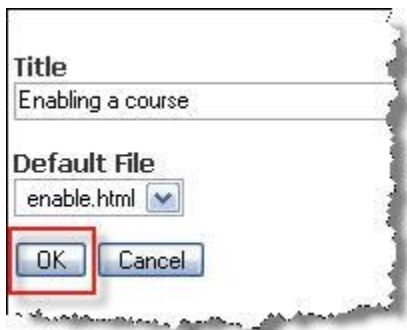 Title
Enabling a course
Default File
enable.html
OK Cancel